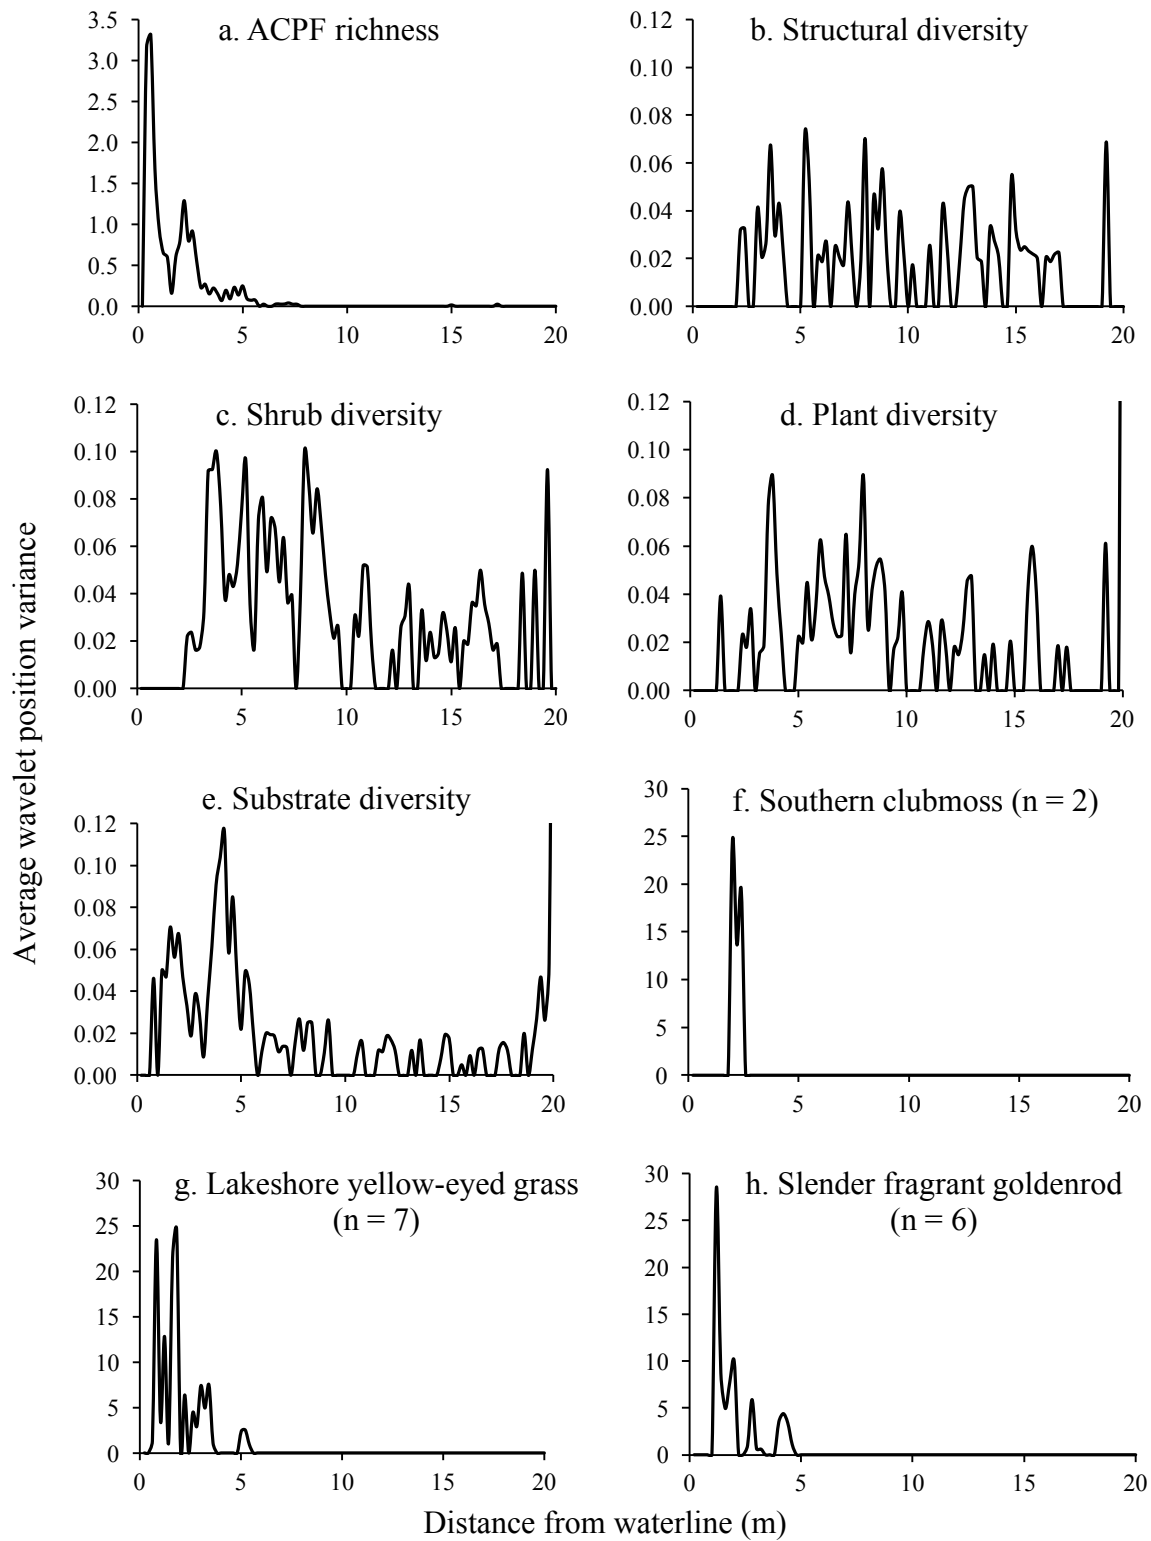 a. ACPF richness
3.5
3.0
2.5
2.0
1.5
1.0
0.5
0.0
0 5 10 15 20
b. Structural diversity
0.12
0.10
0.08
0.06
0.04
0.02
0.00
0 5 10 15 20
c. Shrub diversity
0.12
0.10
0.08
0.06
0.04
0.02
0.00
0 5 10 15 20
d. Plant diversity
0.12
0.10
0.08
0.06
0.04
0.02
0.00
0 5 10 15 20
Average wavelet position variance
e. Substrate diversity
0.12
0.10
0.08
0.06
0.04
0.02
0.00
0 5 10 15 20
f. Southern clubmoss (n = 2)
30
25
20
15
10
5
0
0 5 10 15 20
g. Lakeshore yellow-eyed grass
(n = 7)
30
25
20
15
10
5
0
0 5 10 15 20
h. Slender fragrant goldenrod
(n = 6)
30
25
20
15
10
5
0
0 5 10 15 20
Distance from waterline (m)